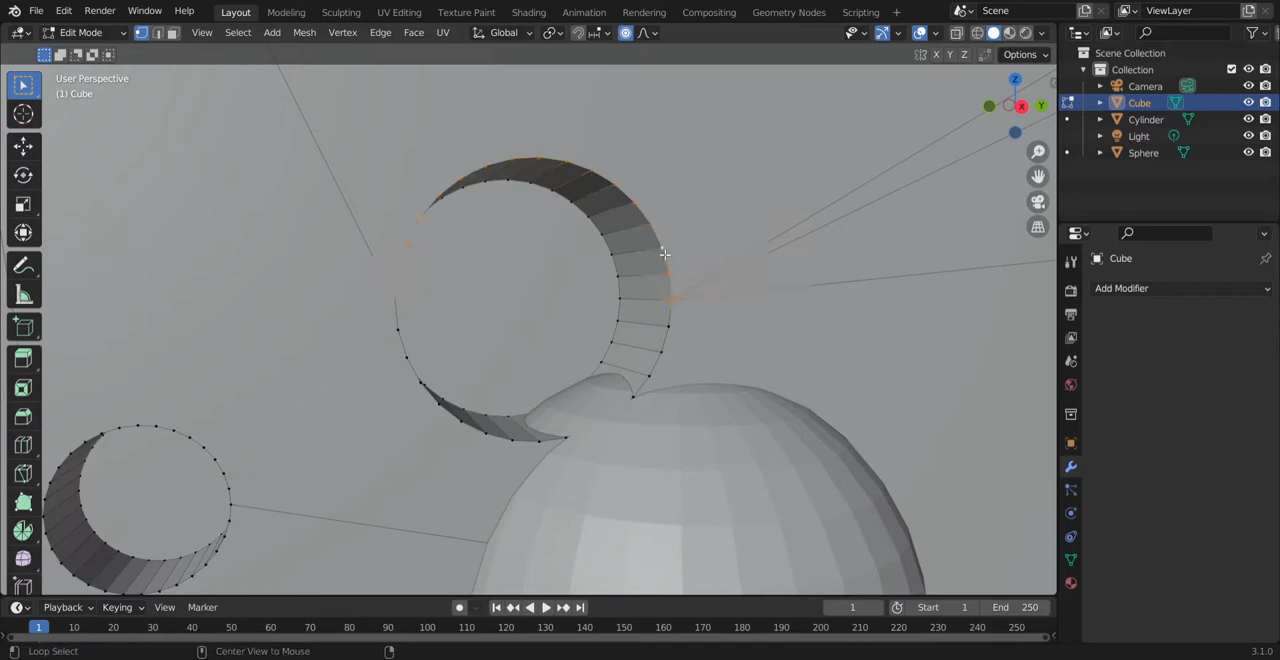 File Edit Render Window Help Layout Modeling Sculpting UV Editing Texture Paint Shading Animation Rendering Compositing Geometry Nodes Scripting + Scene ViewLayer
Edit Mode View Select Add Mesh Vertex Edge Face UV Global
X Y Z Options
User Perspective
(1) Cube
Z
X
Y
Scene Collection
Collection
Camera
Cube
Cylinder
Light
Sphere
Cube
Add Modifier
Playback Keying View Marker 1 Start 1 End 250
1 10 20 30 40 50 60 70 80 90 100 110 120 130 140 150 160 170 180 190 200 210 220 230 240 250
Loop Select Center View to Mouse 3.1.0